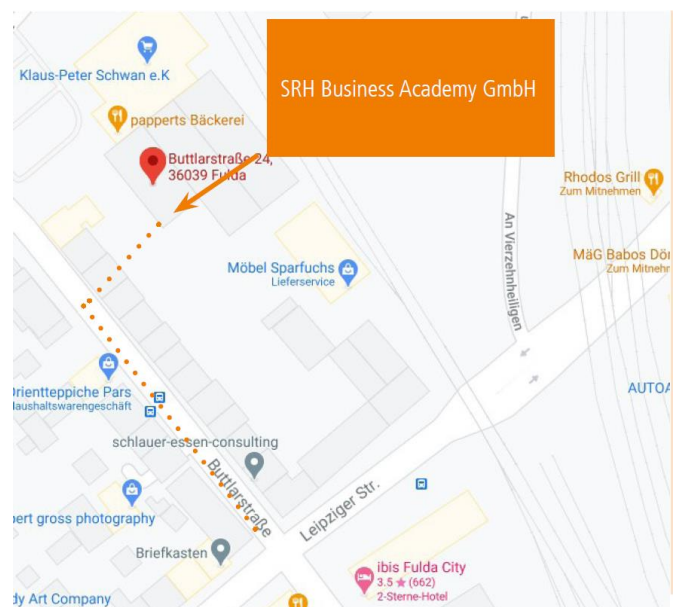 SRH Business Academy GmbH
Klaus-Peter Schwan e.K
papperts Bäckerei
Buttlarstraße 24,
36039 Fulda
Rhodos Grill
Zum Mitnehmen
An Vierzehnheiligen
MäG Babos Dör
Zum Mitnehm
Möbel Sparfuchs
Lieferservice
Orientteppiche Pars
Haushaltswarengeschäft
AUTOA
schlauer-essen-consulting
Buttlarstraße
Leipziger Str.
pert gross photography
Briefkasten
ibis Fulda City
3.5 ★ (662)
2-Sterne-Hotel
dy Art Company